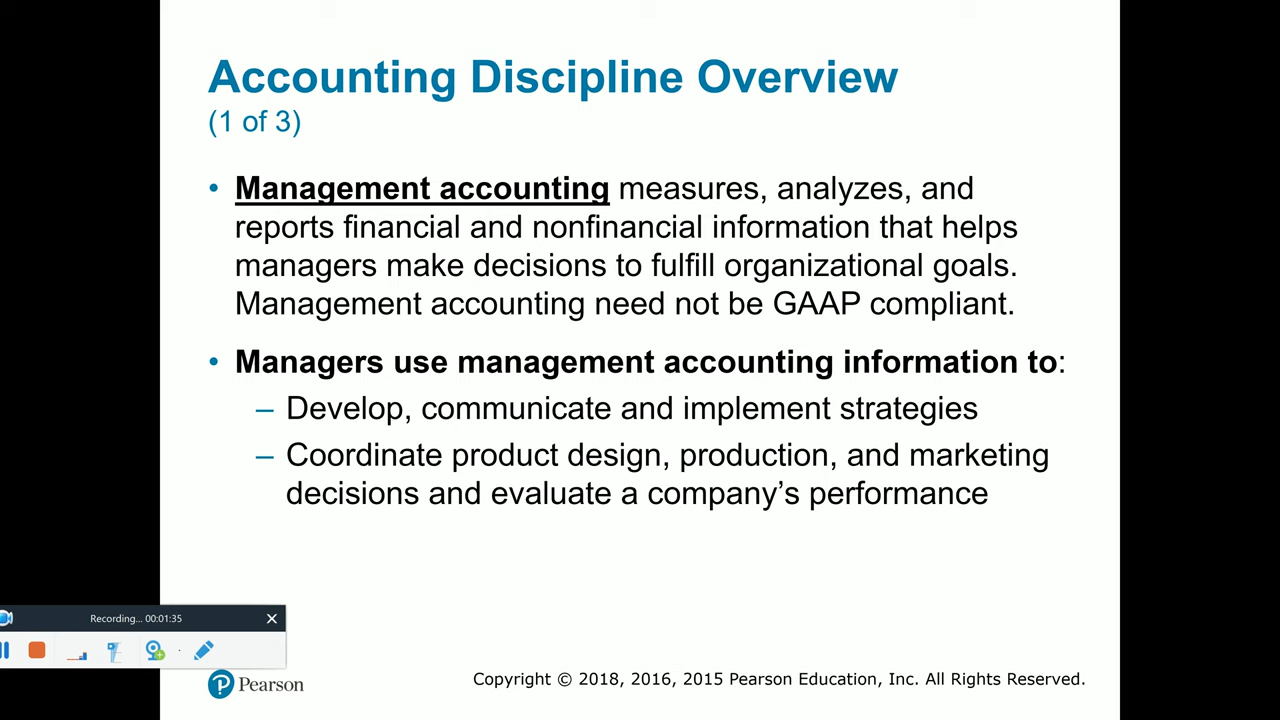 Accounting Discipline Overview
(1 of 3)
• Management accounting measures, analyzes, and
reports financial and nonfinancial information that helps
managers make decisions to fulfill organizational goals.
Management accounting need not be GAAP compliant.
• Managers use management accounting information to:
– Develop, communicate and implement strategies
– Coordinate product design, production, and marketing
decisions and evaluate a company’s performance
Recording... 00:01:35
Pearson
Copyright © 2018, 2016, 2015 Pearson Education, Inc. All Rights Reserved.